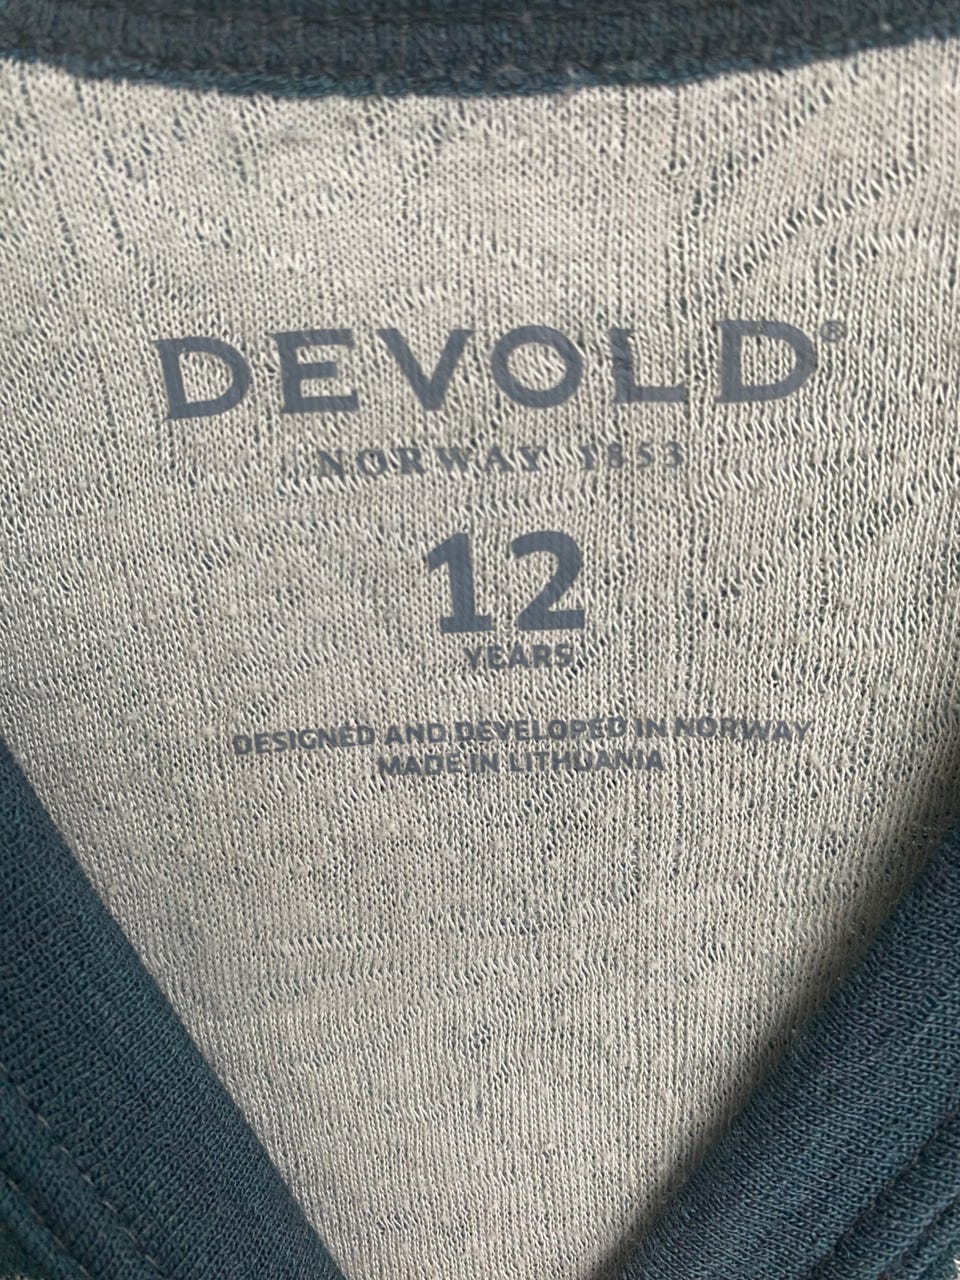 DEVOLD®
NORWAY 1853
12
YEARS
DESIGNED AND DEVELOPED IN NORWAY
MADE IN LITHUANIA